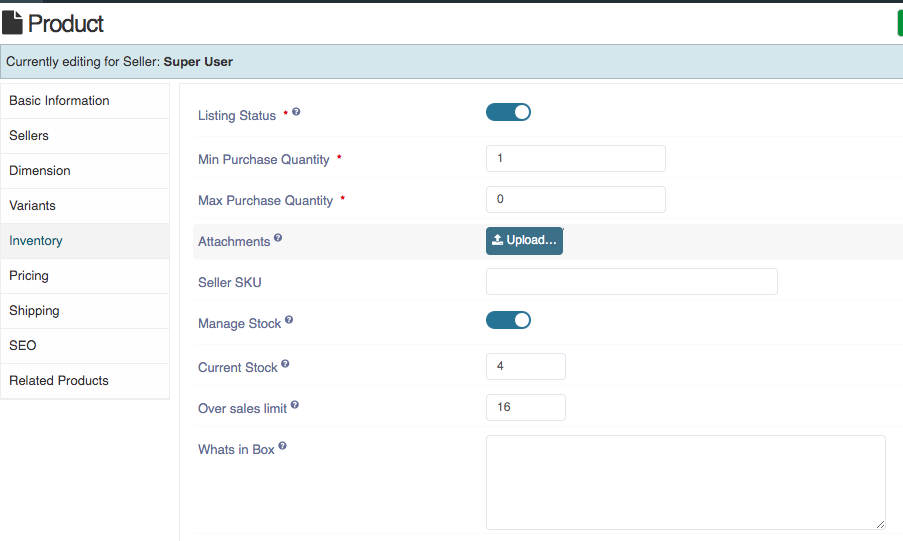 Product
Currently editing for Seller: Super User
Basic Information
Sellers
Dimension
Variants
Inventory
Pricing
Shipping
SEO
Related Products
Listing Status * ?
Min Purchase Quantity * 1
Max Purchase Quantity * 0
Attachments ? Upload...
Seller SKU
Manage Stock ?
Current Stock ? 4
Over sales limit ? 16
Whats in Box ?